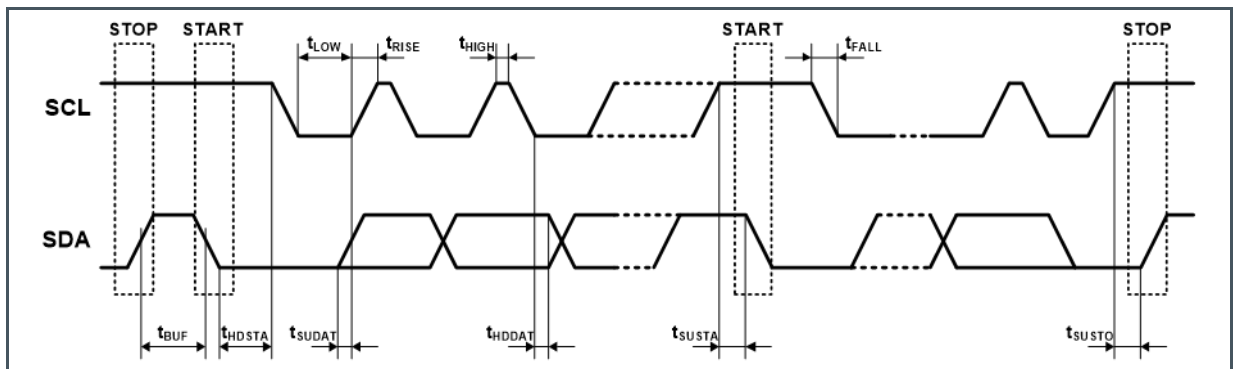 STOP START START STOP
tLOW tRISE tHIGH tFALL
SCL
SDA
tBUF tHDSTA tSUDAT tHDDAT tSUSTA tSUSTO